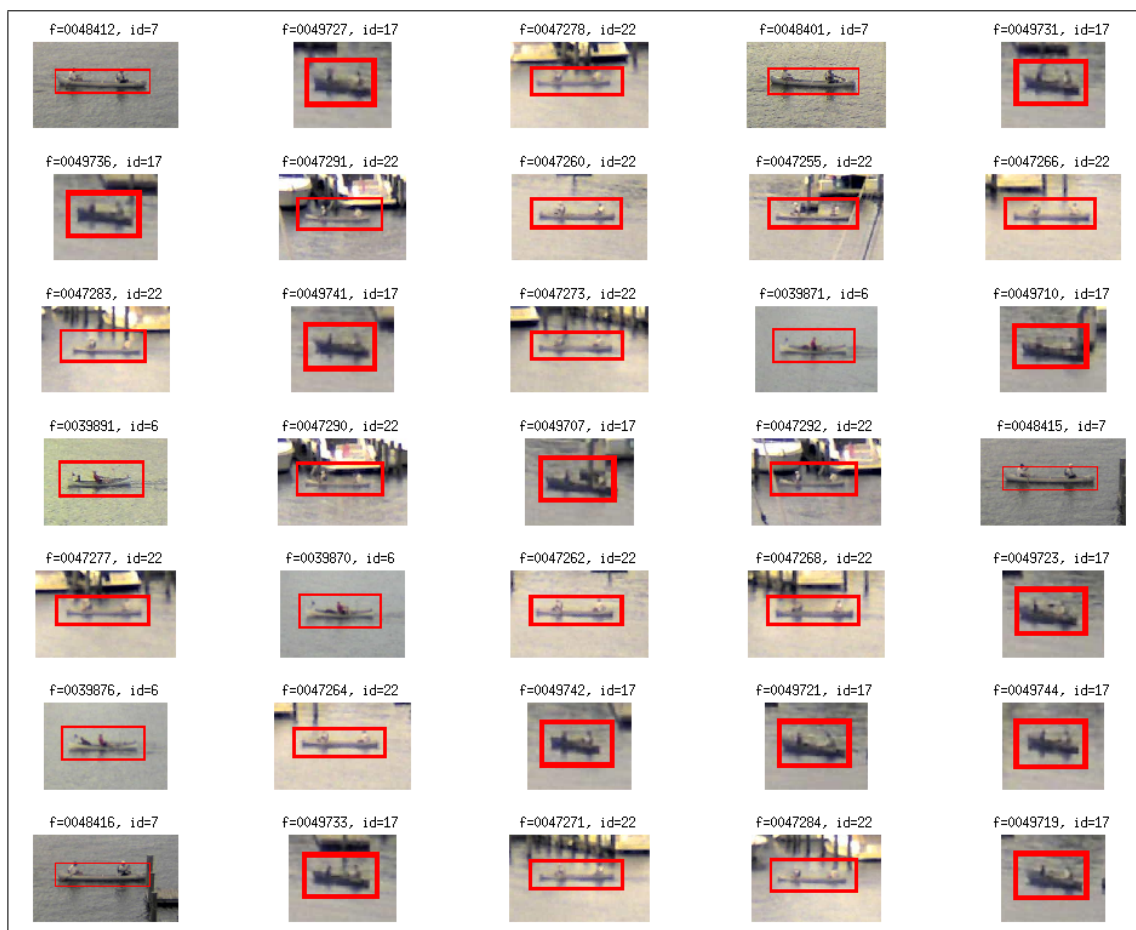 f=0048412, id=7
f=0049727, id=17
f=0047278, id=22
f=0048401, id=7
f=0049731, id=17
f=0049736, id=17
f=0047291, id=22
f=0047260, id=22
f=0047255, id=22
f=0047266, id=22
f=0047283, id=22
f=0049741, id=17
f=0047273, id=22
f=0039871, id=6
f=0049710, id=17
f=0039891, id=6
f=0047290, id=22
f=0049707, id=17
f=0047292, id=22
f=0048415, id=7
f=0047277, id=22
f=0039870, id=6
f=0047262, id=22
f=0047268, id=22
f=0049723, id=17
f=0039876, id=6
f=0047264, id=22
f=0049742, id=17
f=0049721, id=17
f=0049744, id=17
f=0048416, id=7
f=0049733, id=17
f=0047271, id=22
f=0047284, id=22
f=0049719, id=17